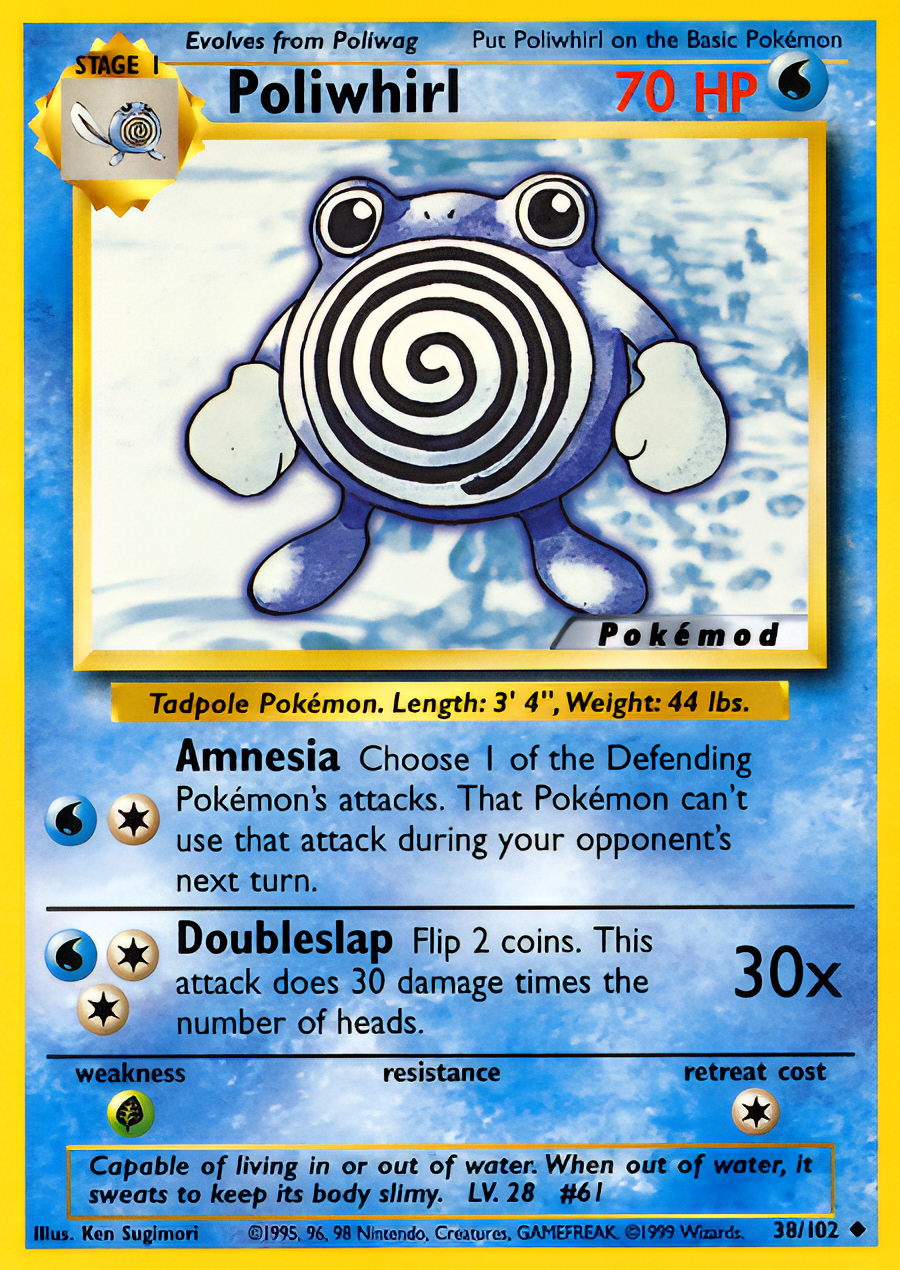 Evolves from Poliwag
Put Poliwhirl on the Basic Pokémon
STAGE 1
Poliwhirl
70 HP
Pokémod
Tadpole Pokémon. Length: 3' 4", Weight: 44 lbs.
Amnesia Choose 1 of the Defending
Pokémon's attacks. That Pokémon can't
use that attack during your opponent's
next turn.
Doubleslap Flip 2 coins. This
attack does 30 damage times the
number of heads.
30x
weakness
resistance
retreat cost
Capable of living in or out of water. When out of water, it
sweats to keep its body slimy. LV. 28 #61
Illus. Ken Sugimori
©1995, 96, 98 Nintendo, Creatures, GAMEFREAK. ©1999 Wizards.
38/102